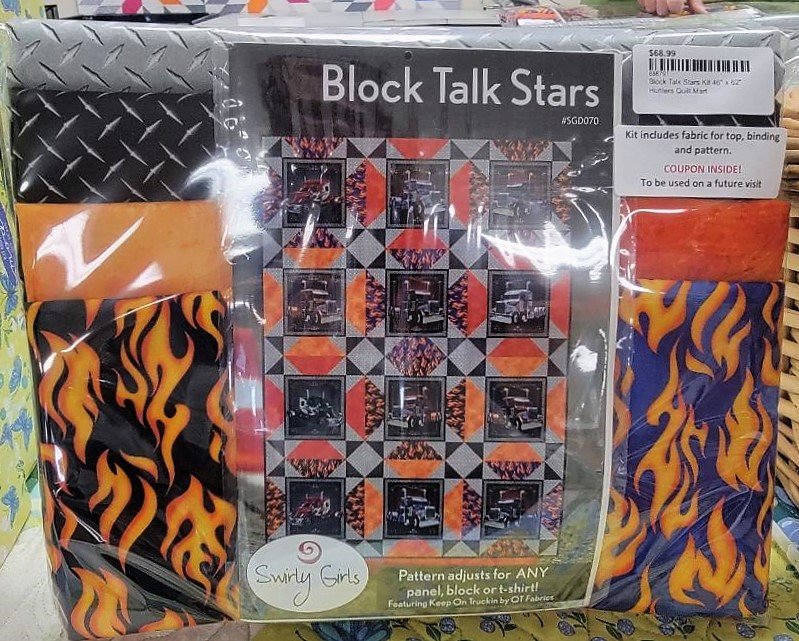 Block Talk Stars
#SGD070
$68.99
Block Talk Stars Kit 46" x 62"
Hunters Quilt Mart
Kit includes fabric for top, binding
and pattern.
COUPON INSIDE!
To be used on a future visit
Swirly Girls
Pattern adjusts for ANY
panel, block or t-shirt!
Featuring Keep On Truckin by QT Fabrics